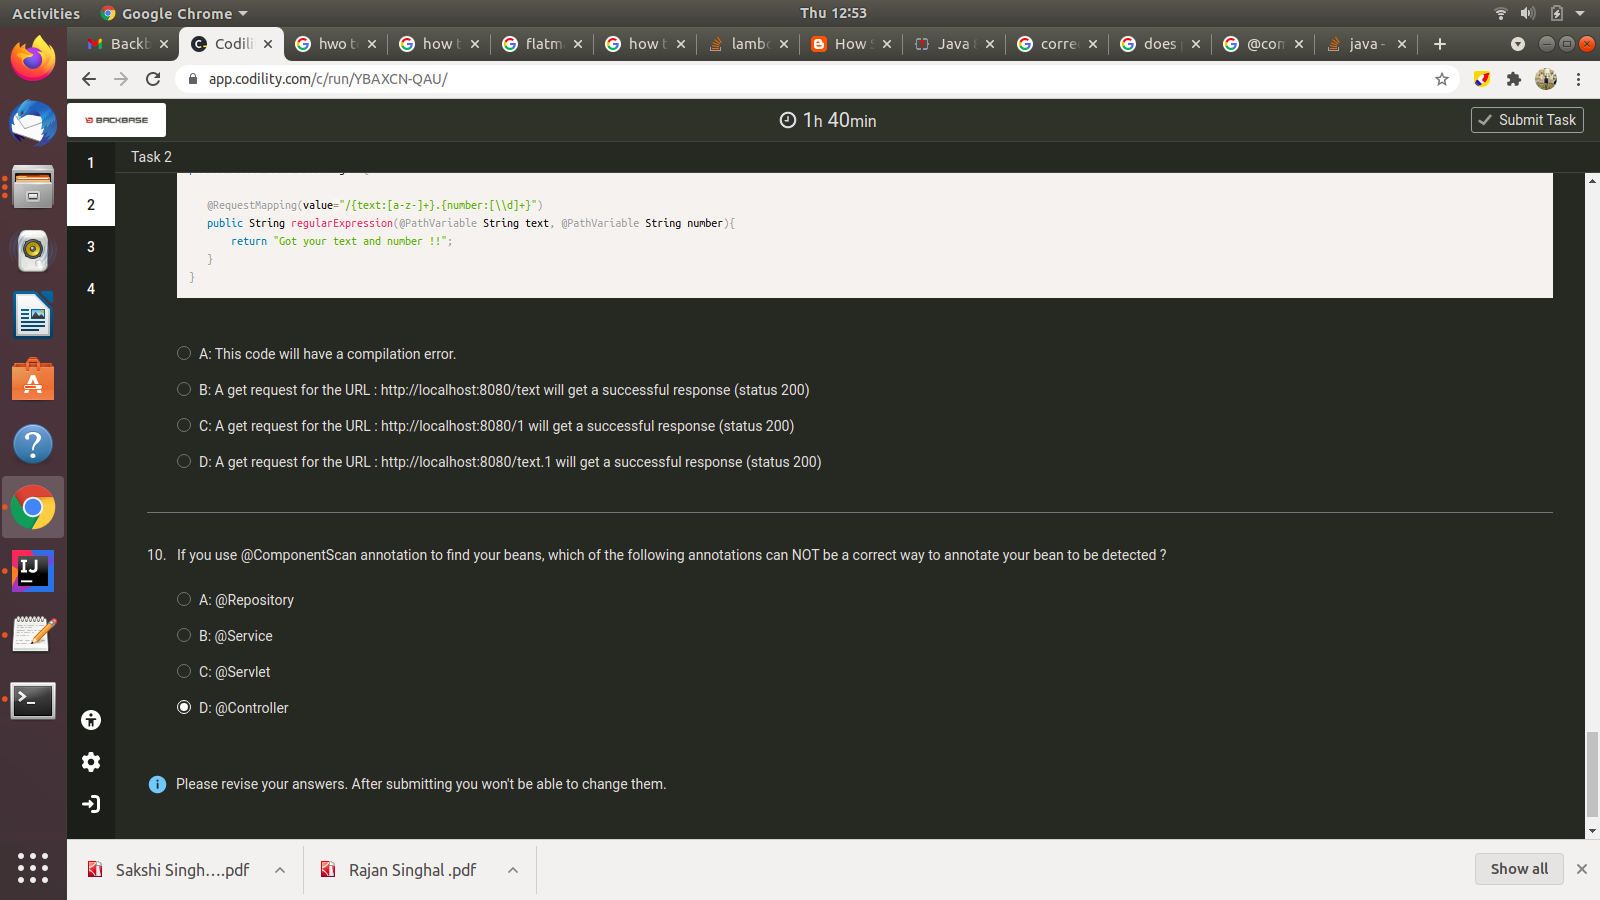 Activities
Google Chrome
Thu 12:53
Backb
Codili
hwo t
how t
flatm
how t
lambd
How S
Java 8
correc
does
@com
java -
app.codility.com/c/run/YBAXCN-QAU/
BACKBASE
1h 40min
Submit Task
1
Task 2
2
3
4
@RequestMapping(value="/{text:[a-z-]+}.{number:[\\d]+}")
public String regularExpression(@PathVariable String text, @PathVariable String number){
return "Got your text and number !!";
}
}
A: This code will have a compilation error.
B: A get request for the URL : http://localhost:8080/text will get a successful response (status 200)
C: A get request for the URL : http://localhost:8080/1 will get a successful response (status 200)
D: A get request for the URL : http://localhost:8080/text.1 will get a successful response (status 200)
10. If you use @ComponentScan annotation to find your beans, which of the following annotations can NOT be a correct way to annotate your bean to be detected ?
A: @Repository
B: @Service
C: @Servlet
D: @Controller
Please revise your answers. After submitting you won't be able to change them.
Sakshi Singh....pdf
Rajan Singhal .pdf
Show all